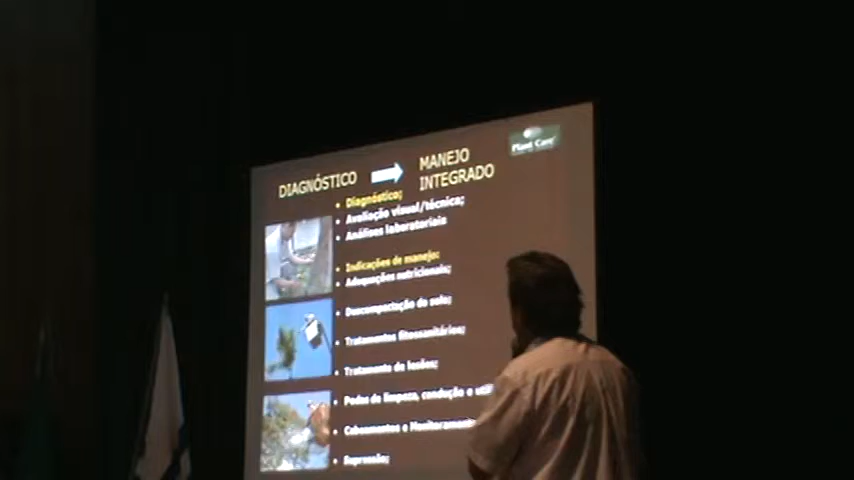 DIAGNÓSTICO
MANEJO
INTEGRADO
Plant Care
• Diagnóstico;
• Avaliação visual/técnica;
• Análises laboratoriais
• Indicações de manejo:
• Adequações nutricionais;
• Descompactação do solo;
• Tratamentos fitossanitários;
• Tratamento de lesões;
• Podas de limpeza, condução e
• Cabeamentos e Monitoramento
• Supressão;